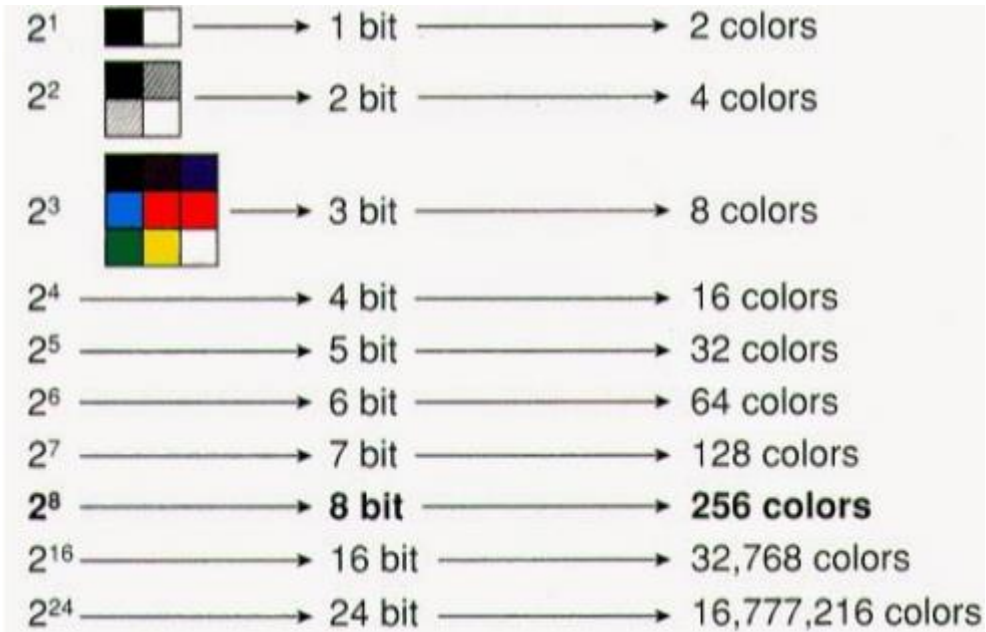 2¹ 1 bit 2 colors
2² 2 bit 4 colors
2³ 3 bit 8 colors
2⁴ 4 bit 16 colors
2⁵ 5 bit 32 colors
2⁶ 6 bit 64 colors
2⁷ 7 bit 128 colors
2⁸ 8 bit 256 colors
2¹⁶ 16 bit 32,768 colors
2²⁴ 24 bit 16,777,216 colors